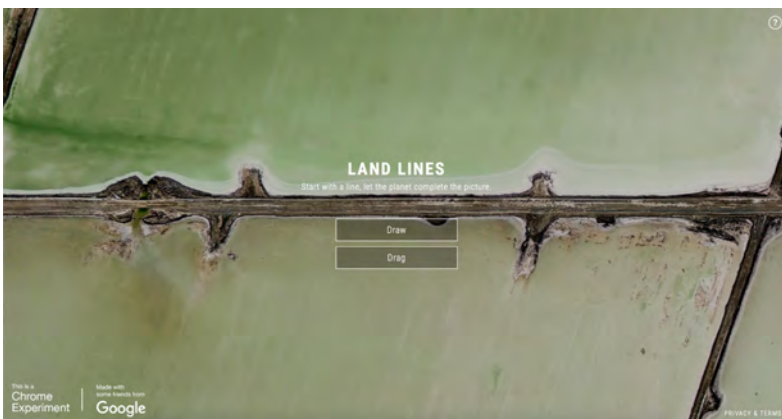 ?
LAND LINES
Start with a line, let the planet complete the picture.
Draw
Drag
This is a
Chrome
Experiment
Made with
some friends from
Google
PRIVACY & TERMS